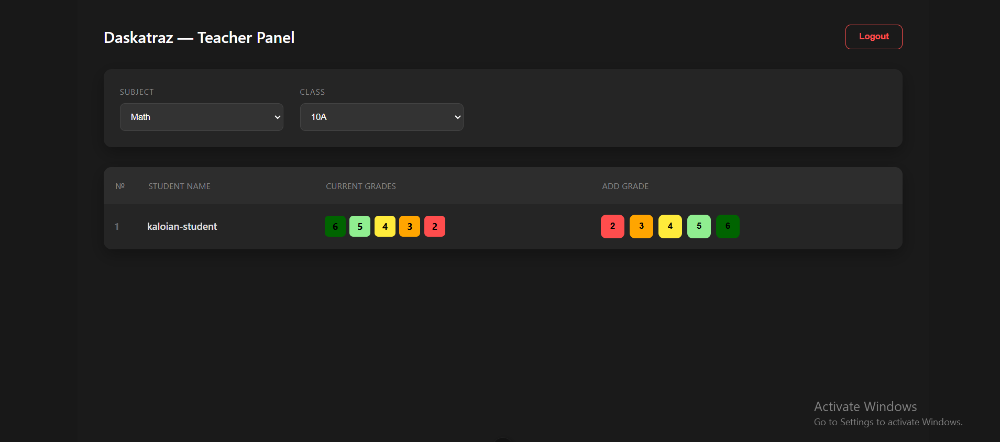 Daskatraz — Teacher Panel
Logout
SUBJECT CLASS
Math 10A
№ STUDENT NAME CURRENT GRADES ADD GRADE
1 kaloian-student 6 5 4 3 2 2 3 4 5 6
Activate Windows
Go to Settings to activate Windows.